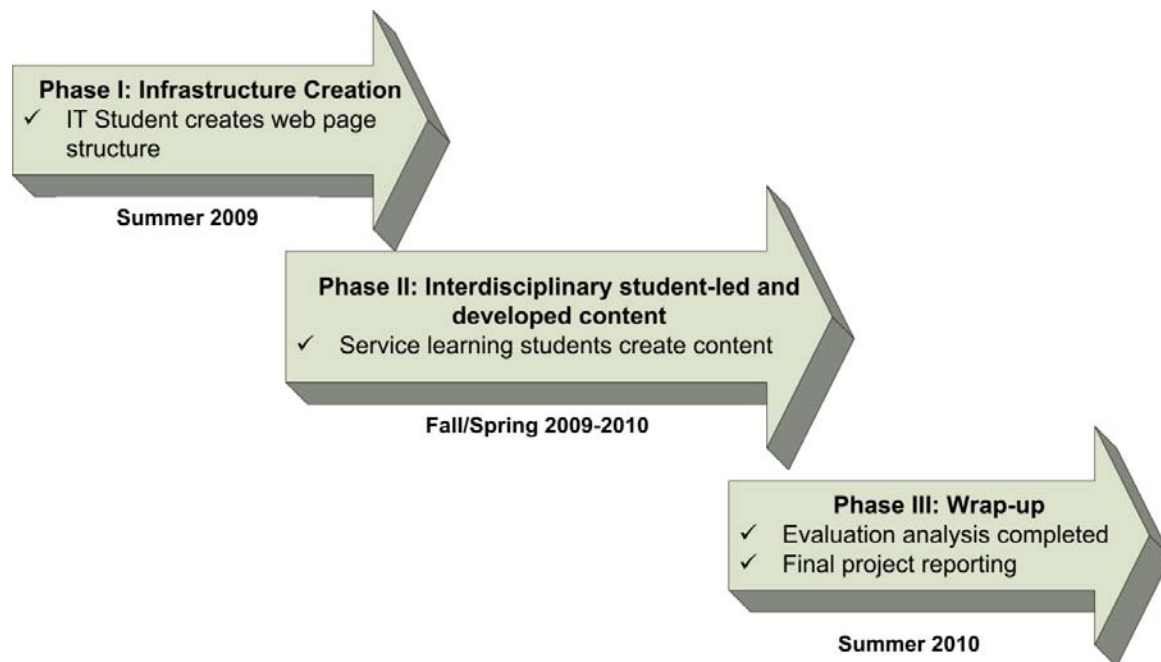 Phase I: Infrastructure Creation
✓ IT Student creates web page
structure
Summer 2009
Phase II: Interdisciplinary student-led and
developed content
✓ Service learning students create content
Fall/Spring 2009-2010
Phase III: Wrap-up
✓ Evaluation analysis completed
✓ Final project reporting
Summer 2010